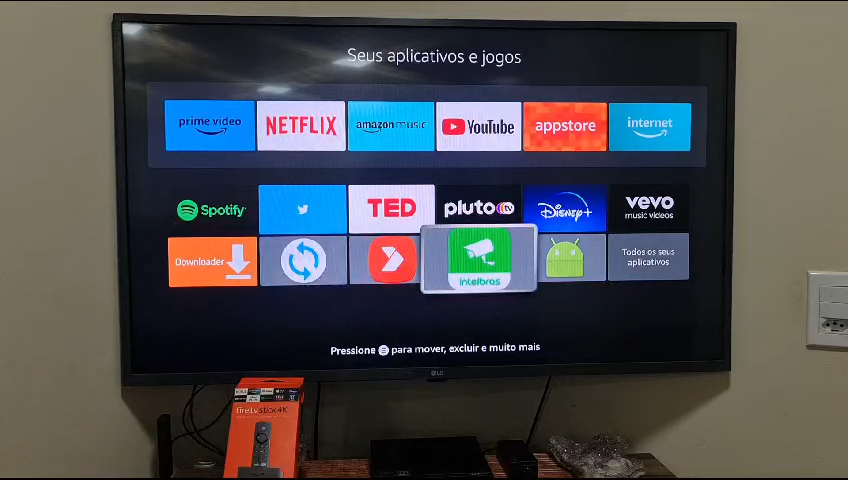 Seus aplicativos e jogos
prime video
NETFLIX
amazon music
YouTube
appstore
internet
Spotify
TED
pluto tv
Disney+
vevo
music videos
Downloader
intelbras
Todos os seus
aplicativos
Pressione para mover, excluir e muito mais
LG
fire tv stick 4K